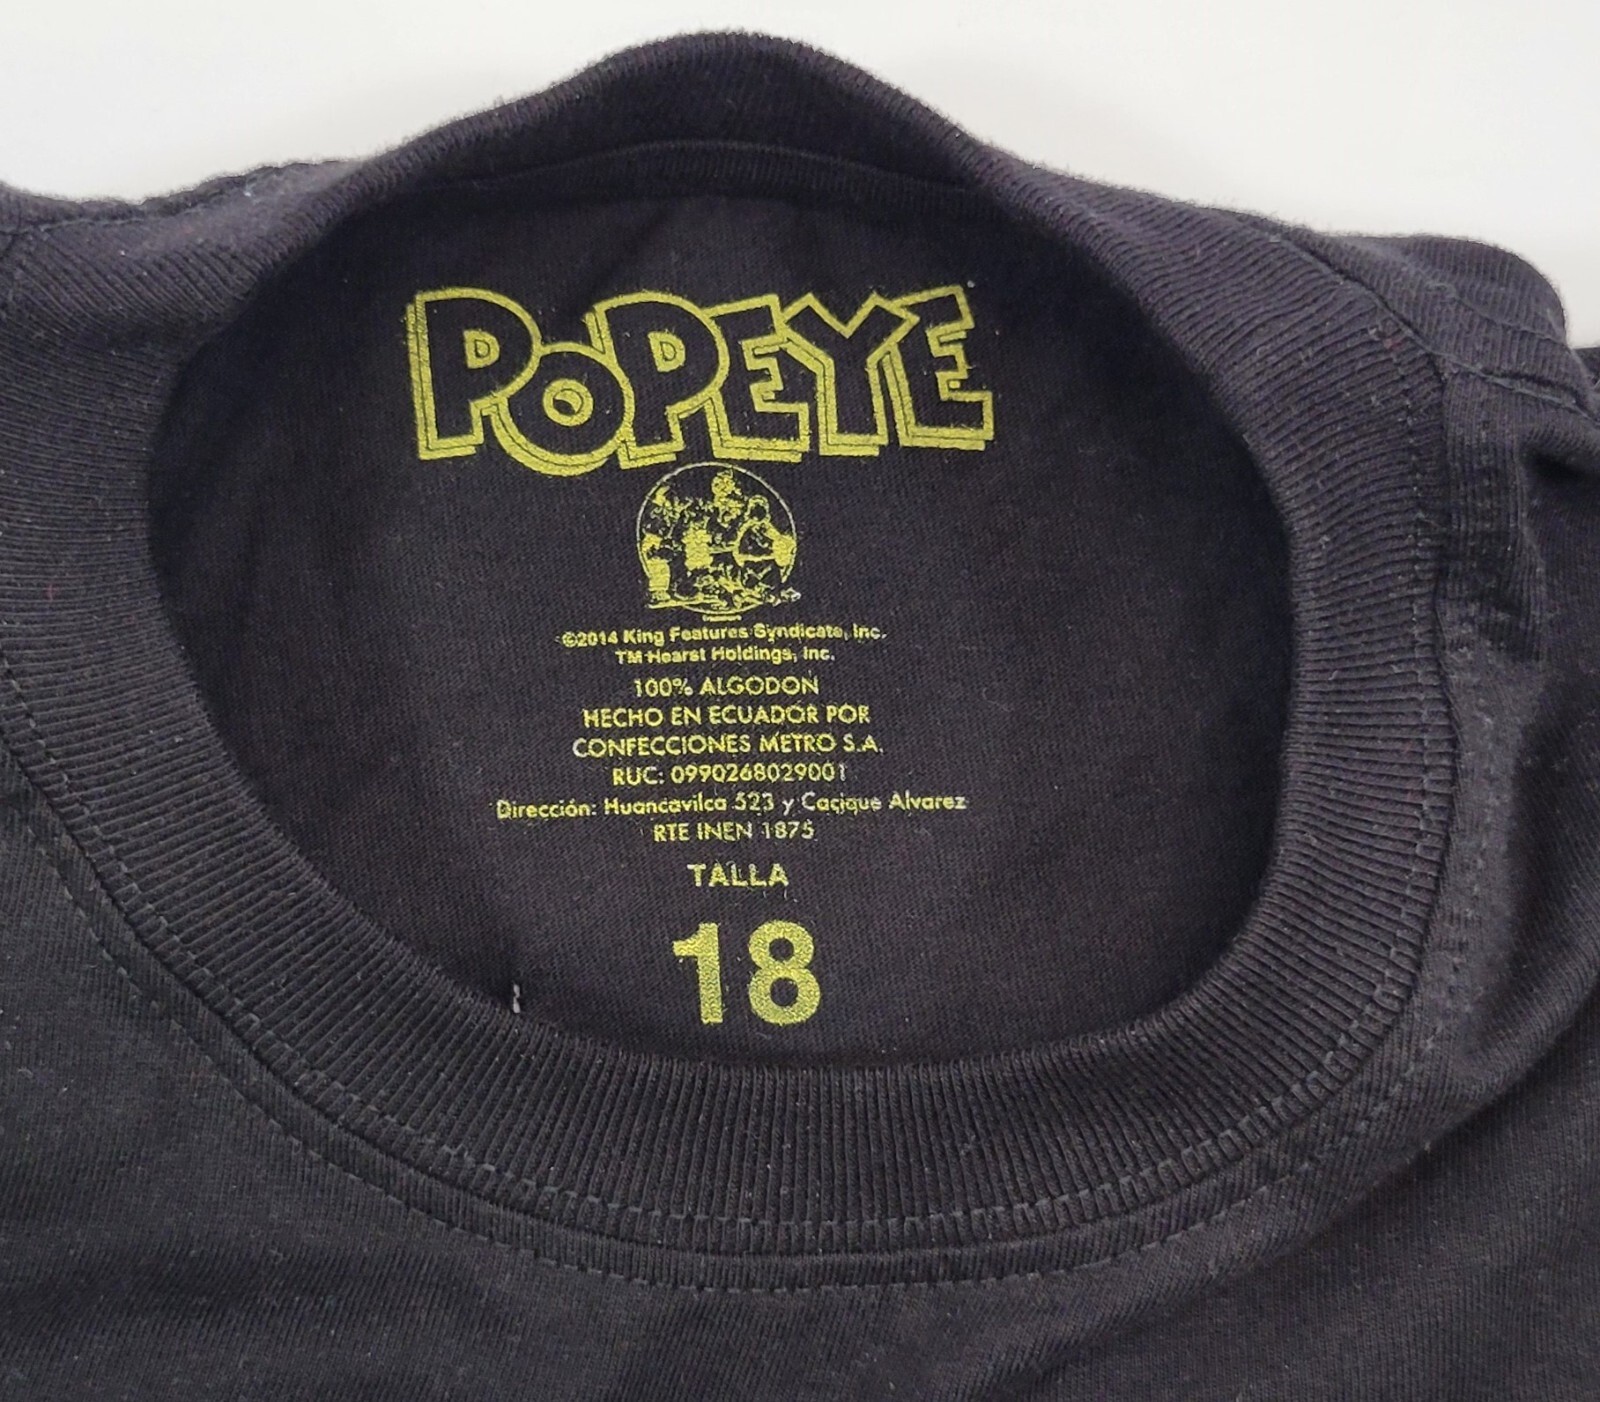 POPEYE
©2014 King Features Syndicate, Inc.
TM Hearst Holdings, Inc.
100% ALGODON
HECHO EN ECUADOR POR
CONFECCIONES METRO S.A.
RUC: 0990268029001
Dirección: Huancavilca 523 y Cacique Alvarez
RTE INEN 1875
TALLA
18